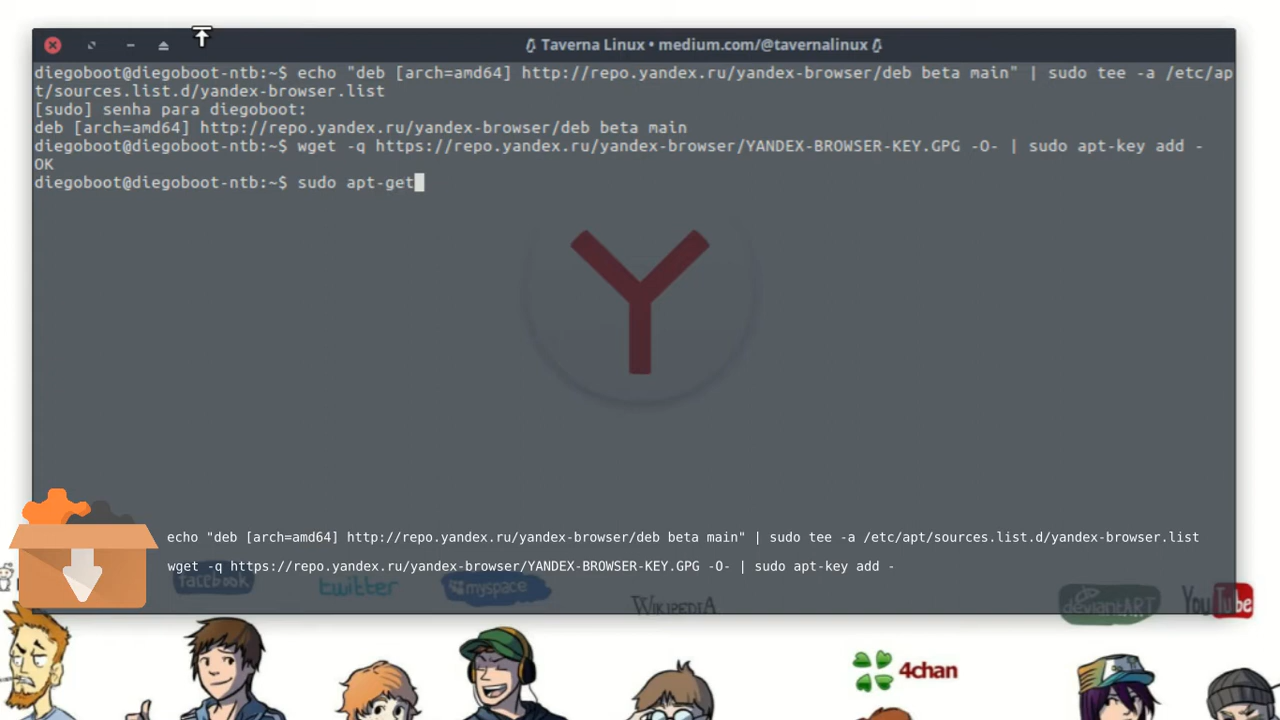 Taverna Linux • medium.com/@tavernalinux
diegoboot@diegoboot-ntb:~$ echo "deb [arch=amd64] http://repo.yandex.ru/yandex-browser/deb beta main" | sudo tee -a /etc/ap
t/sources.list.d/yandex-browser.list
[sudo] senha para diegoboot:
deb [arch=amd64] http://repo.yandex.ru/yandex-browser/deb beta main
diegoboot@diegoboot-ntb:~$ wget -q https://repo.yandex.ru/yandex-browser/YANDEX-BROWSER-KEY.GPG -O- | sudo apt-key add -
OK
diegoboot@diegoboot-ntb:~$ sudo apt-get
Y
echo "deb [arch=amd64] http://repo.yandex.ru/yandex-browser/deb beta main" | sudo tee -a /etc/apt/sources.list.d/yandex-browser.list
wget -q https://repo.yandex.ru/yandex-browser/YANDEX-BROWSER-KEY.GPG -O- | sudo apt-key add -
facebook
twitter
myspace
WIKIPEDIA
deviantART
YouTube
4chan